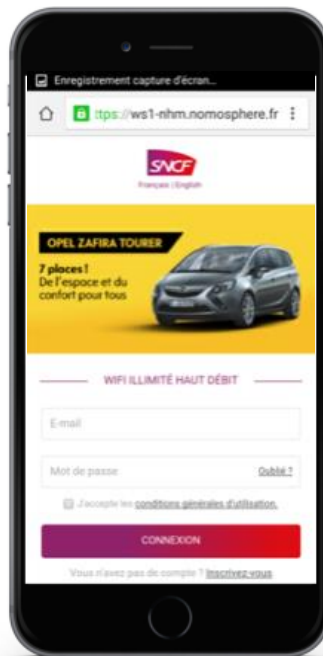 Enregistrement capture d'écran...
ttps://ws1-nhm.nomosphere.fr
SNCF
Français | English
OPEL ZAFIRA TOURER
7 places !
De l'espace et du
confort pour tous
WIFI ILLIMITÉ HAUT DÉBIT
E-mail
Mot de passe Oublié ?
J'accepte les conditions générales d'utilisation.
CONNEXION
Vous n'avez pas de compte ? Inscrivez-vous